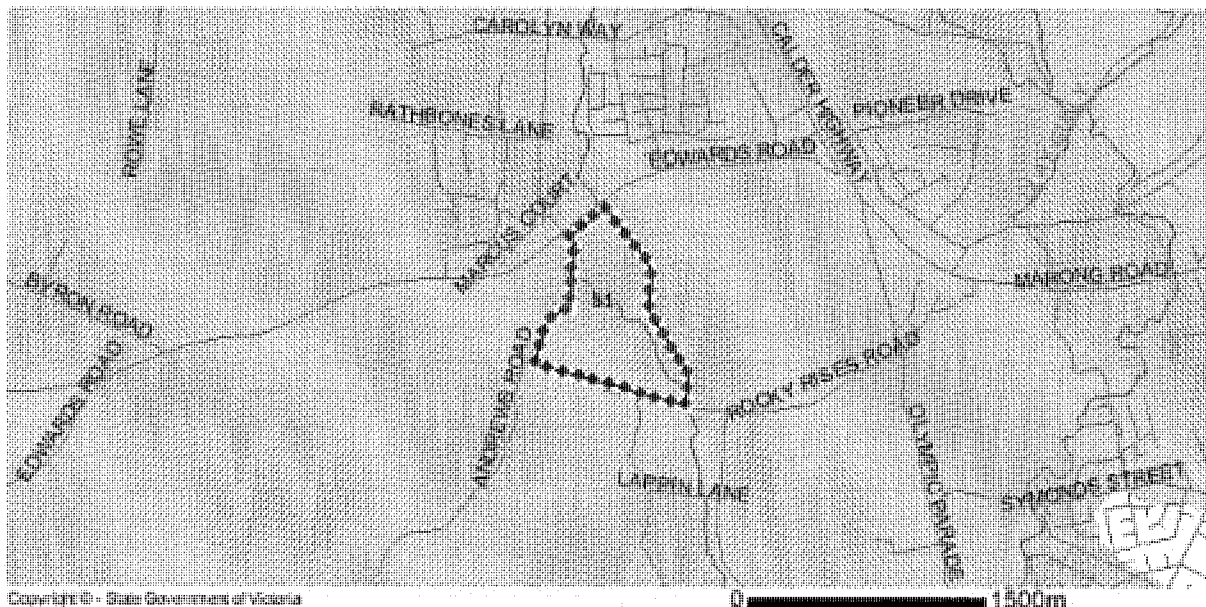 CAROLYN WAY
CALDER HIGHWAY
ROWE LANE
RATHBONES LANE
PIONEER DRIVE
EDWARDS ROAD
MARIUS COURT
BYRON ROAD
MARONG ROAD
EDWARDS ROAD
ANDREWS ROAD
ROCKY RISES ROAD
LAPPIN LANE
OLYMPIC PARADE
SYMONDS STREET
Copyright © - State Government of Victoria
0 1500m